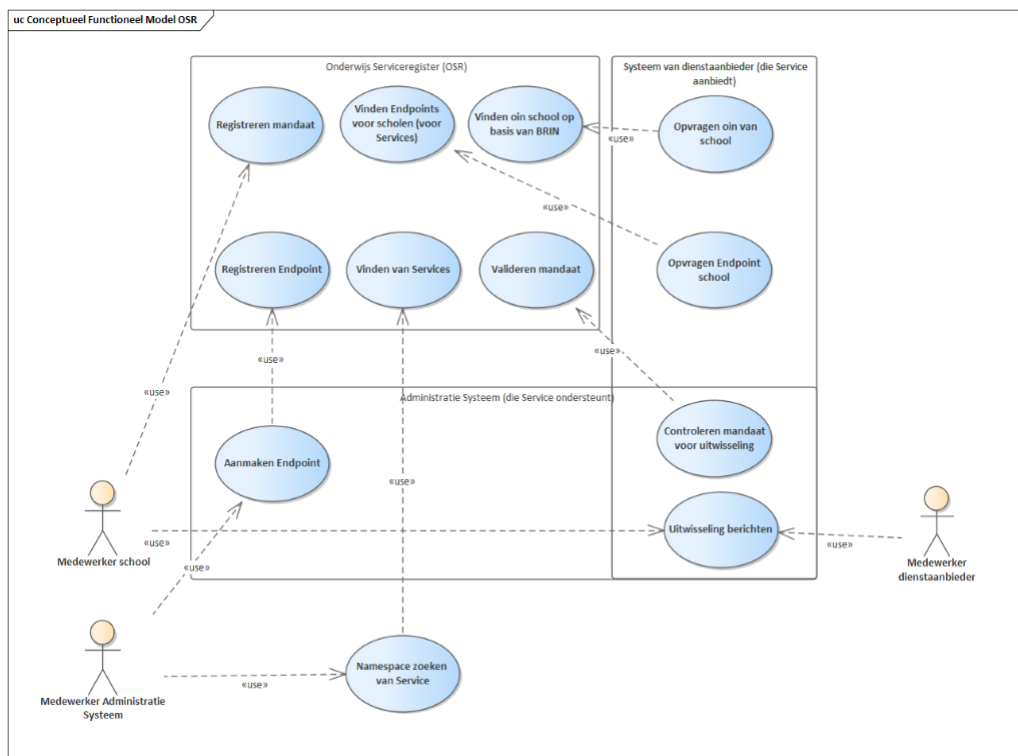 uc Conceptueel Functioneel Model OSR
Onderwijs Serviceregister (OSR)
Systeem van dienstaanbieder (die Service
aanbiedt)
Registreren mandaat
Vinden Endpoints
voor scholen (voor
Services)
Vinden oin school op
basis van BRIN
Opvragen oin van
school
«use»
«use»
Registreren Endpoint
Vinden van Services
Valideren mandaat
Opvragen Endpoint
school
«use»
«use»
«use»
Administratie Systeem (die Service ondersteunt)
Controleren mandaat
voor uitwisseling
Aanmaken Endpoint
«use»
Uitwisseling berichten
«use»
«use»
Medewerker school
Medewerker
dienstaanbieder
«use»
Namespace zoeken
van Service
«use»
Medewerker Administratie
Systeem